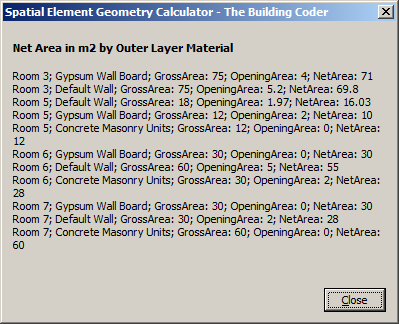 Spatial Element Geometry Calculator - The Building Coder
Net Area in m2 by Outer Layer Material
Room 3; Gypsum Wall Board; GrossArea: 75; OpeningArea: 4; NetArea: 71
Room 3; Default Wall; GrossArea: 75; OpeningArea: 5.2; NetArea: 69.8
Room 5; Default Wall; GrossArea: 18; OpeningArea: 1.97; NetArea: 16.03
Room 5; Gypsum Wall Board; GrossArea: 12; OpeningArea: 2; NetArea: 10
Room 5; Concrete Masonry Units; GrossArea: 12; OpeningArea: 0; NetArea:
12
Room 6; Gypsum Wall Board; GrossArea: 30; OpeningArea: 0; NetArea: 30
Room 6; Default Wall; GrossArea: 60; OpeningArea: 5; NetArea: 55
Room 6; Concrete Masonry Units; GrossArea: 30; OpeningArea: 2; NetArea:
28
Room 7; Gypsum Wall Board; GrossArea: 30; OpeningArea: 0; NetArea: 30
Room 7; Default Wall; GrossArea: 30; OpeningArea: 2; NetArea: 28
Room 7; Concrete Masonry Units; GrossArea: 60; OpeningArea: 0; NetArea:
60
Close